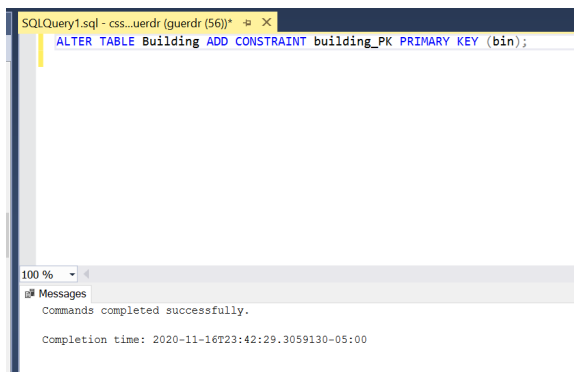 SQLQuery1.sql - css...uerdr (guerdr (56))*
ALTER TABLE Building ADD CONSTRAINT building_PK PRIMARY KEY (bin);
100 %
Messages
Commands completed successfully.
Completion time: 2020-11-16T23:42:29.3059130-05:00